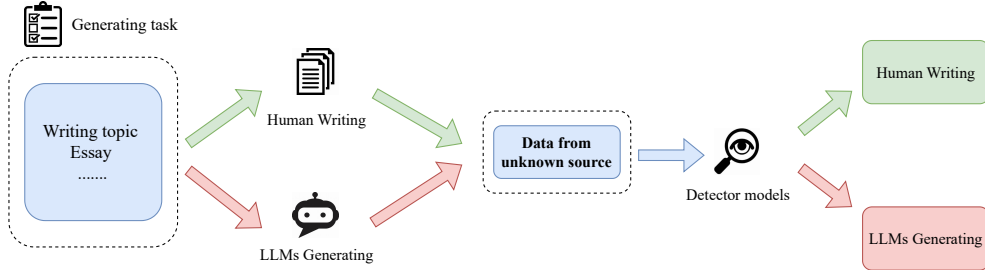 Generating task
Writing topic
Essay
.......
Human Writing
LLMs Generating
Data from
unknown source
Detector models
Human Writing
LLMs Generating